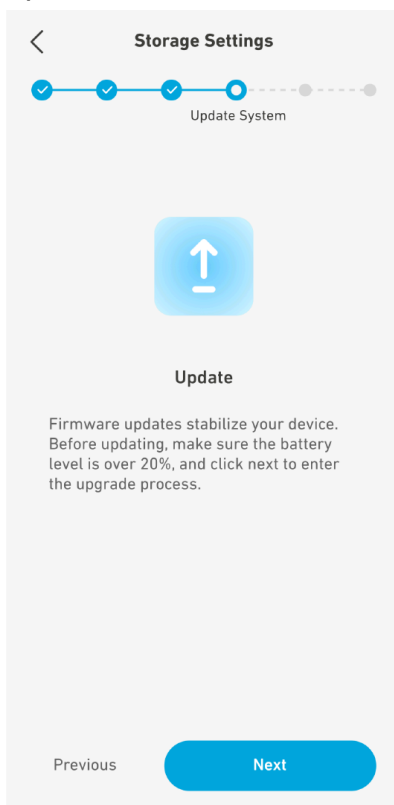 Storage Settings
Update System
Update
Firmware updates stabilize your device.
Before updating, make sure the battery
level is over 20%, and click next to enter
the upgrade process.
Previous
Next